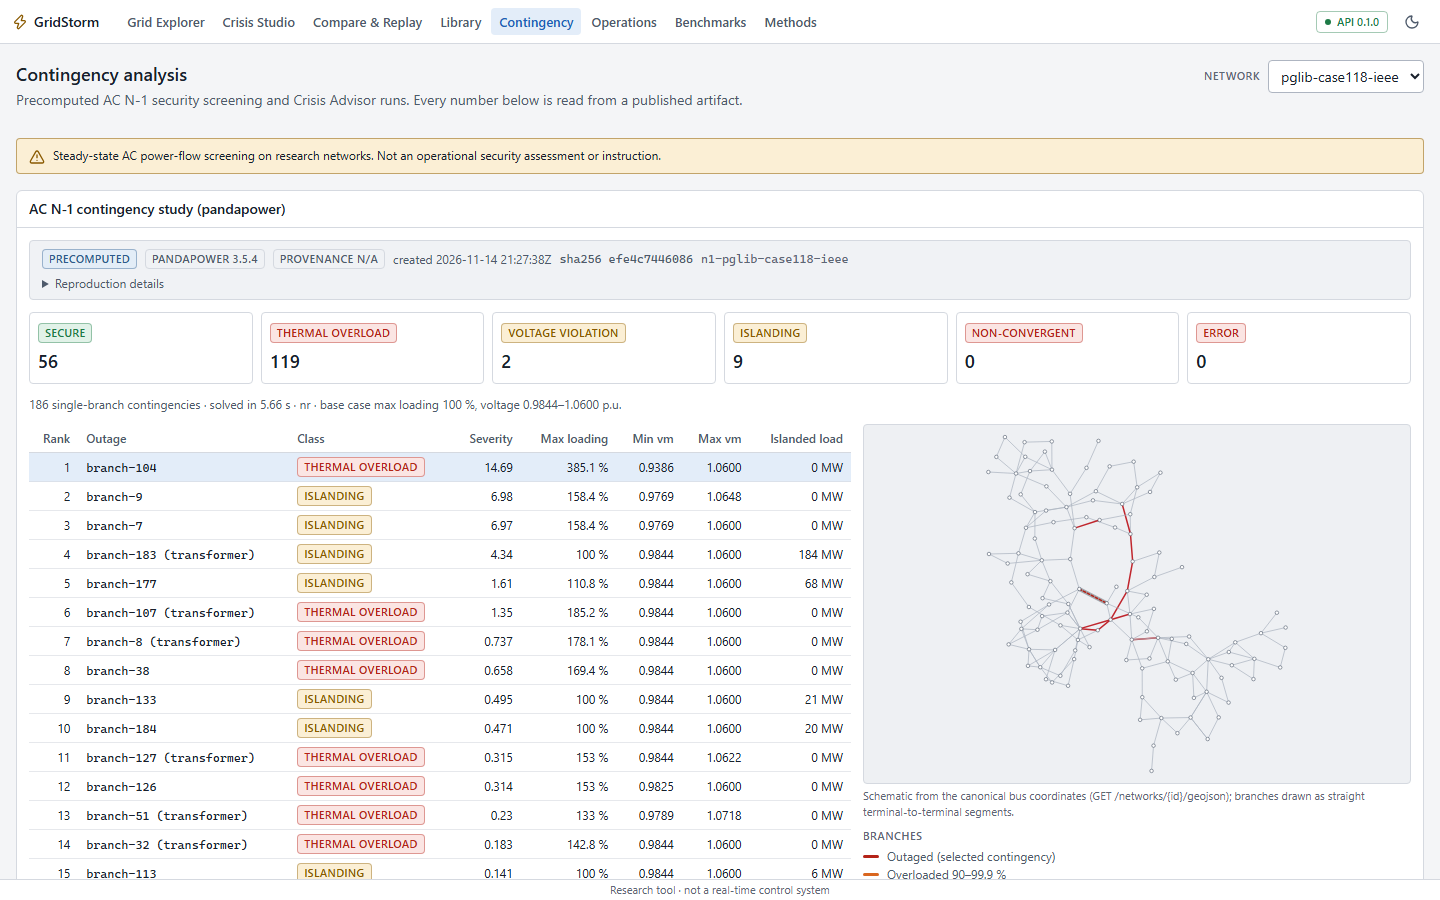 GridStorm Grid Explorer Crisis Studio Compare & Replay Library Contingency Operations Benchmarks Methods API 0.1.0
Contingency analysis
NETWORK pglib-case118-ieee
Precomputed AC N-1 security screening and Crisis Advisor runs. Every number below is read from a published artifact.
Steady-state AC power-flow screening on research networks. Not an operational security assessment or instruction.
AC N-1 contingency study (pandapower)
PRECOMPUTED PANDAPOWER 3.5.4 PROVENANCE N/A created 2026-11-14 21:27:38Z sha256 efe4c7446086 n1-pglib-case118-ieee
Reproduction details
SECURE THERMAL OVERLOAD VOLTAGE VIOLATION ISLANDING NON-CONVERGENT ERROR
56 119 2 9 0 0
186 single-branch contingencies · solved in 5.66 s · nr · base case max loading 100 %, voltage 0.9844–1.0600 p.u.
Rank Outage Class Severity Max loading Min vm Max vm Islanded load
1 branch-104 THERMAL OVERLOAD 14.69 385.1 % 0.9386 1.0600 0 MW
2 branch-9 ISLANDING 6.98 158.4 % 0.9769 1.0648 0 MW
3 branch-7 ISLANDING 6.97 158.4 % 0.9769 1.0600 0 MW
4 branch-183 (transformer) ISLANDING 4.34 100 % 0.9844 1.0600 184 MW
5 branch-177 ISLANDING 1.61 110.8 % 0.9844 1.0600 68 MW
6 branch-107 (transformer) THERMAL OVERLOAD 1.35 185.2 % 0.9844 1.0600 0 MW
7 branch-8 (transformer) THERMAL OVERLOAD 0.737 178.1 % 0.9844 1.0600 0 MW
8 branch-38 THERMAL OVERLOAD 0.658 169.4 % 0.9844 1.0600 0 MW
9 branch-133 ISLANDING 0.495 100 % 0.9844 1.0600 21 MW
10 branch-184 ISLANDING 0.471 100 % 0.9844 1.0600 20 MW
11 branch-127 (transformer) THERMAL OVERLOAD 0.315 153 % 0.9844 1.0622 0 MW
12 branch-126 THERMAL OVERLOAD 0.314 153 % 0.9825 1.0600 0 MW
13 branch-51 (transformer) THERMAL OVERLOAD 0.23 133 % 0.9789 1.0718 0 MW
14 branch-32 (transformer) THERMAL OVERLOAD 0.183 142.8 % 0.9844 1.0600 0 MW
15 branch-113 ISLANDING 0.141 100 % 0.9844 1.0600 6 MW
Schematic from the canonical bus coordinates (GET /networks/{id}/geojson); branches drawn as straight
terminal-to-terminal segments.
BRANCHES
Outaged (selected contingency)
Overloaded 90–99.9 %
Research tool · not a real-time control system